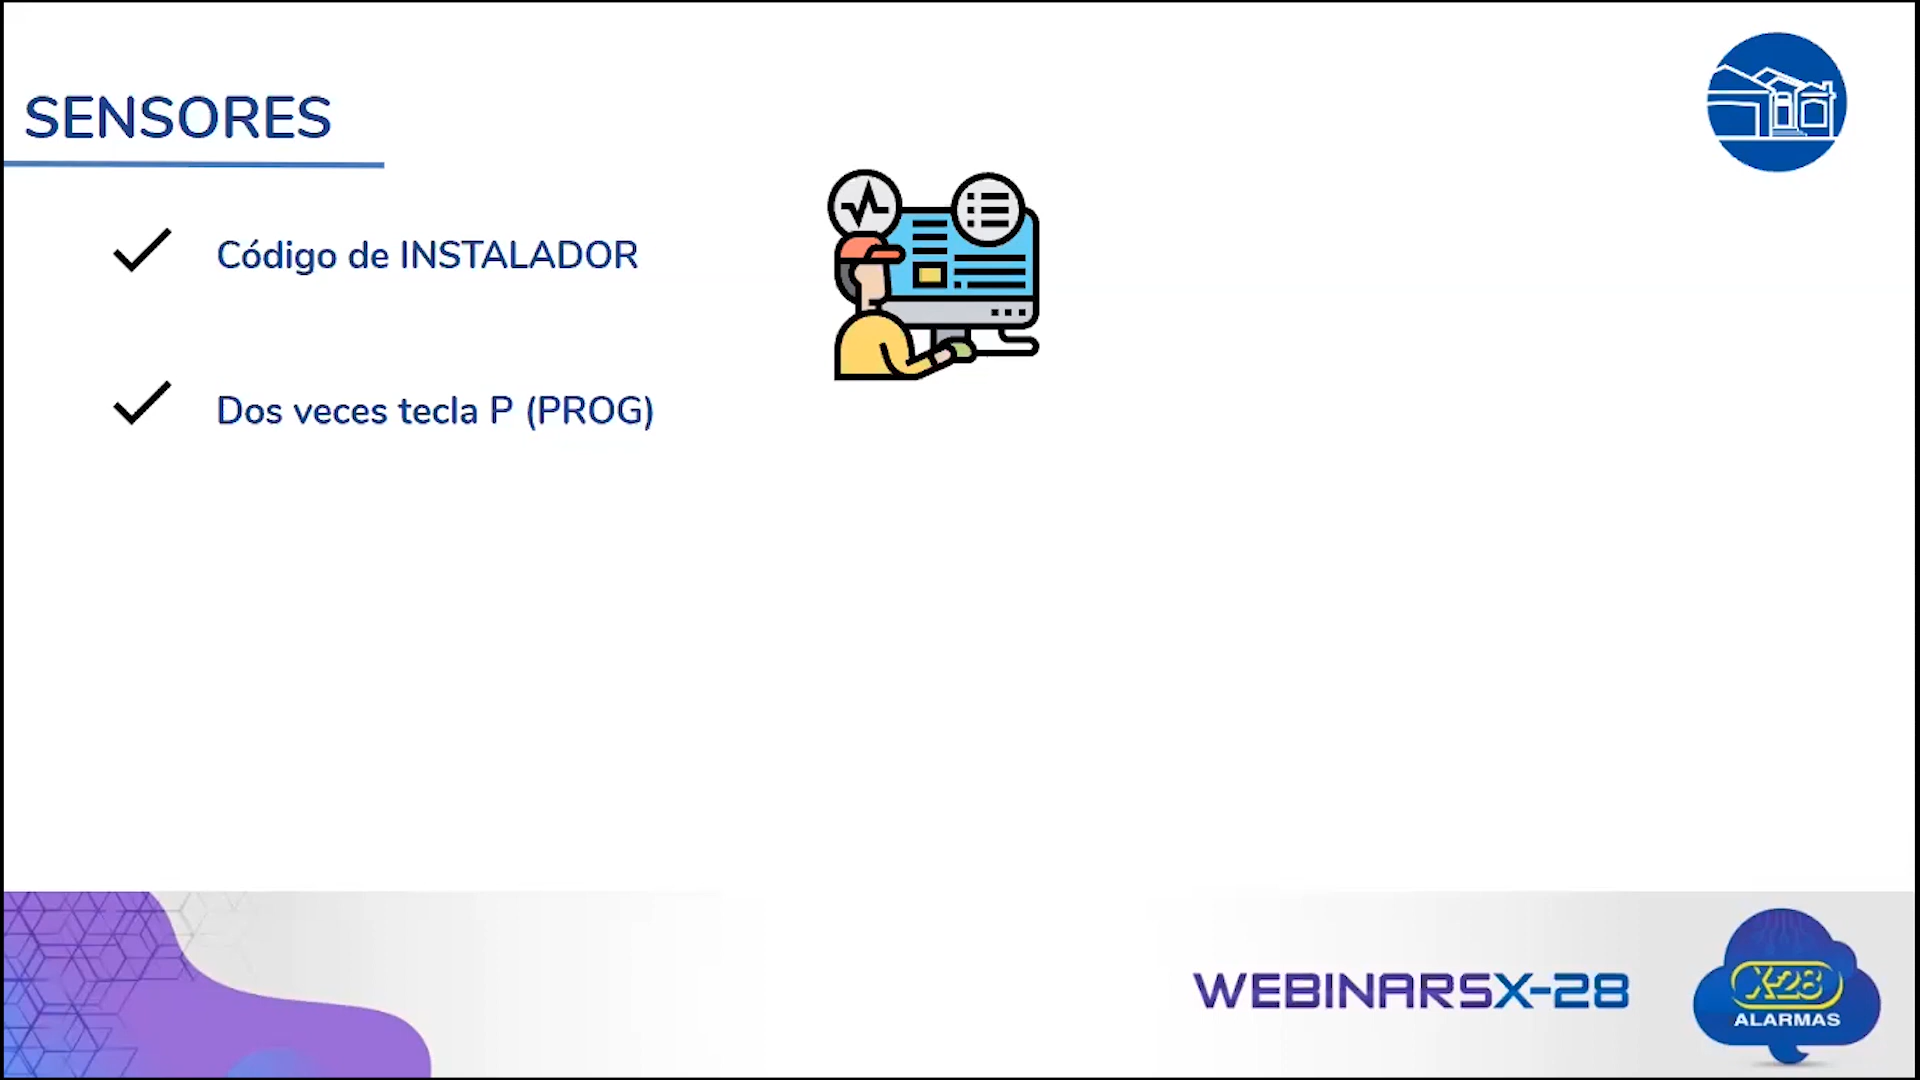 SENSORES
Código de INSTALADOR
Dos veces tecla P (PROG)
WEBINARSX-28
X-28
ALARMAS